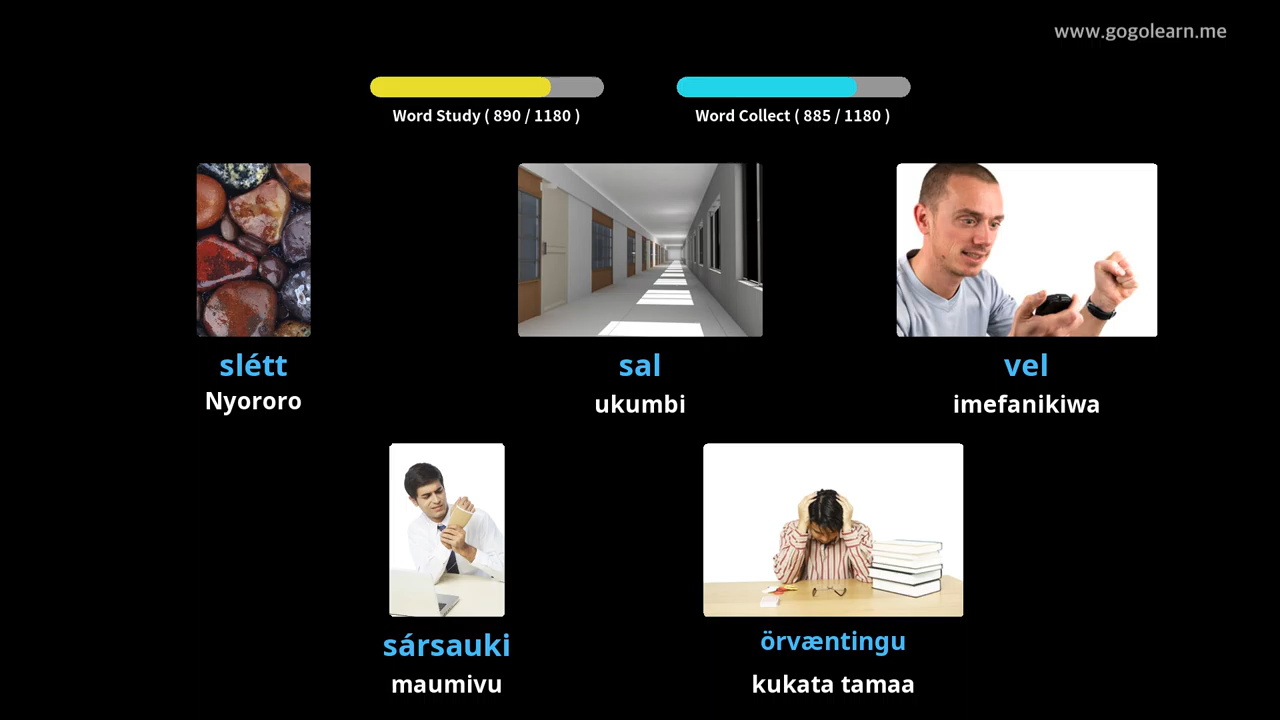 www.gogolearn.me
Word Study ( 890 / 1180 )
Word Collect ( 885 / 1180 )
slétt
Nyororo
sal
ukumbi
vel
imefanikiwa
sársauki
maumivu
örvæntingu
kukata tamaa